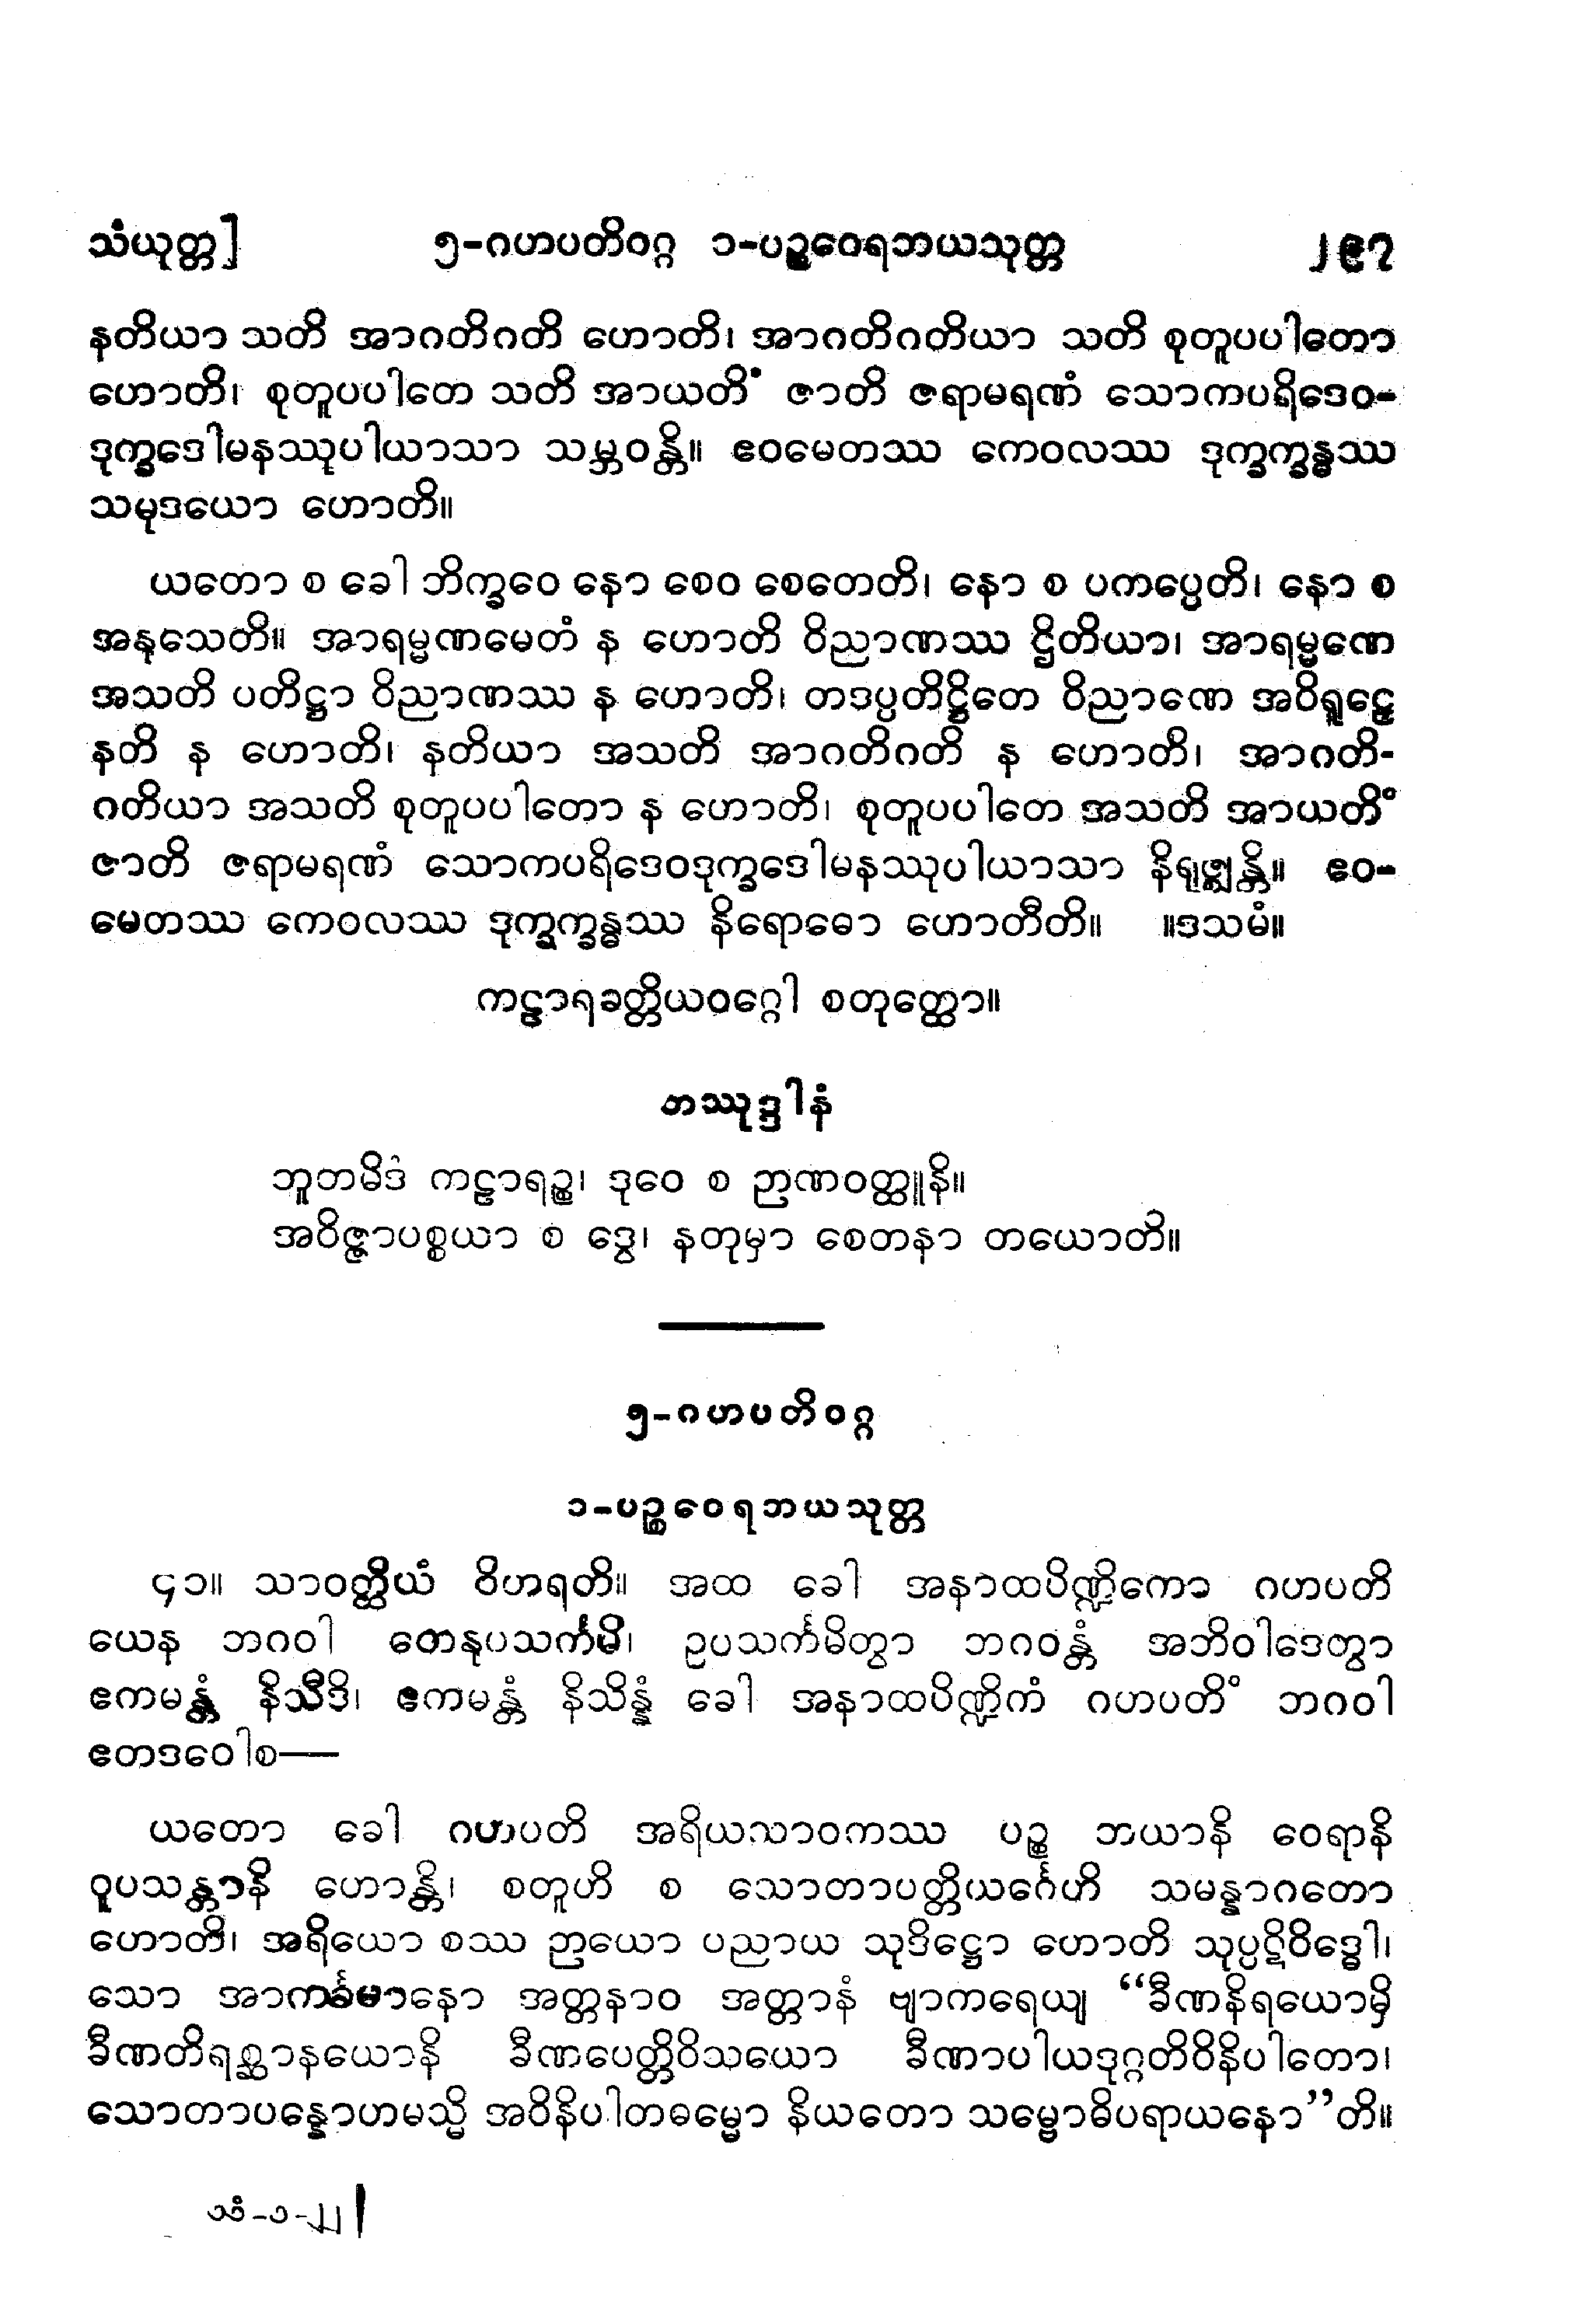 သံယုတ္တ] ၅-ဂဟပတိဝဂ္ဂ ၁-ပဉ္စဝေရဘယသုတ္တ ၂၉၇
နတိယာ သတိ အာဂတိဂတိ ဟောတိ၊ အာဂတိဂတိယာ သတိ စုတူပပါတော
ဟောတိ၊ စုတူပပါတေ သတိ အာယတိံ ဇာတိ ဇရာမရဏံ သောကပရိဒေဝ-
ဒုက္ခဒေါမနဿုပါယာသာ သမ္ဘဝန္တိ။ ဧဝမေတဿ ကေဝလဿ ဒုက္ခက္ခန္ဓဿ
သမုဒယော ဟောတိ။
ယတော စ ခေါ ဘိက္ခဝေ နော စေဝ စေတေတိ၊ နော စ ပကပ္ပေတိ၊ နော စ
အနုသေတိ။ အာရမ္မဏမေတံ န ဟောတိ ဝိညာဏဿ ဌိတိယာ၊ အာရမ္မဏေ
အသတိ ပတိဋ္ဌာ ဝိညာဏဿ န ဟောတိ၊ တဒပ္ပတိဋ္ဌိတေ ဝိညာဏေ အဝိရူဠှေ
နတိ န ဟောတိ၊ နတိယာ အသတိ အာဂတိဂတိ န ဟောတိ၊ အာဂတိ-
ဂတိယာ အသတိ စုတူပပါတော န ဟောတိ၊ စုတူပပါတေ အသတိ အာယတိံ
ဇာတိ ဇရာမရဏံ သောကပရိဒေဝဒုက္ခဒေါမနဿုပါယာသာ နိရုဇ္ဈန္တိ။ ဧဝ-
မေတဿ ကေဝလဿ ဒုက္ခက္ခန္ဓဿ နိရောဓော ဟောတီတိ။ ။ဒသမံ။
ကဠာရခတ္တိယဝဂ္ဂေါ စတုတ္ထော။
တဿုဒ္ဒါနံ
ဘူတမိဒံ ကဠာရဉ္စ၊ ဒုဝေ စ ဉာဏဝတ္ထူနိ။
အဝိဇ္ဇာပစ္စယာ စ ဒွေ၊ နတုမှာ စေတနာ တယောတိ။
၅-ဂဟပတိဝဂ္ဂ
၁-ပဉ္စဝေရဘယသုတ္တ
၄၁။ သာဝတ္ထိယံ ဝိဟရတိ။ အထ ခေါ အနာထပိဏ္ဍိကော ဂဟပတိ
ယေန ဘဂဝါ တေနုပသင်္ကမိ၊ ဥပသင်္ကမိတွာ ဘဂဝန္တံ အဘိဝါဒေတွာ
ဧကမန္တံ နိသီဒိ၊ ဧကမန္တံ နိသိန္နံ ခေါ အနာထပိဏ္ဍိကံ ဂဟပတိံ ဘဂဝါ
ဧတဒဝေါစ—
ယတော ခေါ ဂဟပတိ အရိယသာဝကဿ ပဉ္စ ဘယာနိ ဝေရာနိ
ဝူပသန္တာနိ ဟောန္တိ၊ စတူဟိ စ သောတာပတ္တိယင်္ဂေဟိ သမန္နာဂတော
ဟောတိ၊ အရိယော စဿ ဉာယော ပညာယ သုဒိဋ္ဌော ဟောတိ သုပ္ပဋိဝိဒ္ဓေါ၊
သော အာကင်္ခမာနော အတ္တနာဝ အတ္တာနံ ဗျာကရေယျ “ခီဏနိရယောမှိ
ခီဏတိရစ္ဆာနယောနိ ခီဏပေတ္တိဝိသယော ခီဏာပါယဒုဂ္ဂတိဝိနိပါတော၊
သောတာပန္နောဟမသ္မိ အဝိနိပါတဓမ္မော နိယတော သမ္ဗောဓိပရာယနော”တိ။
သံ-၁-၂၂